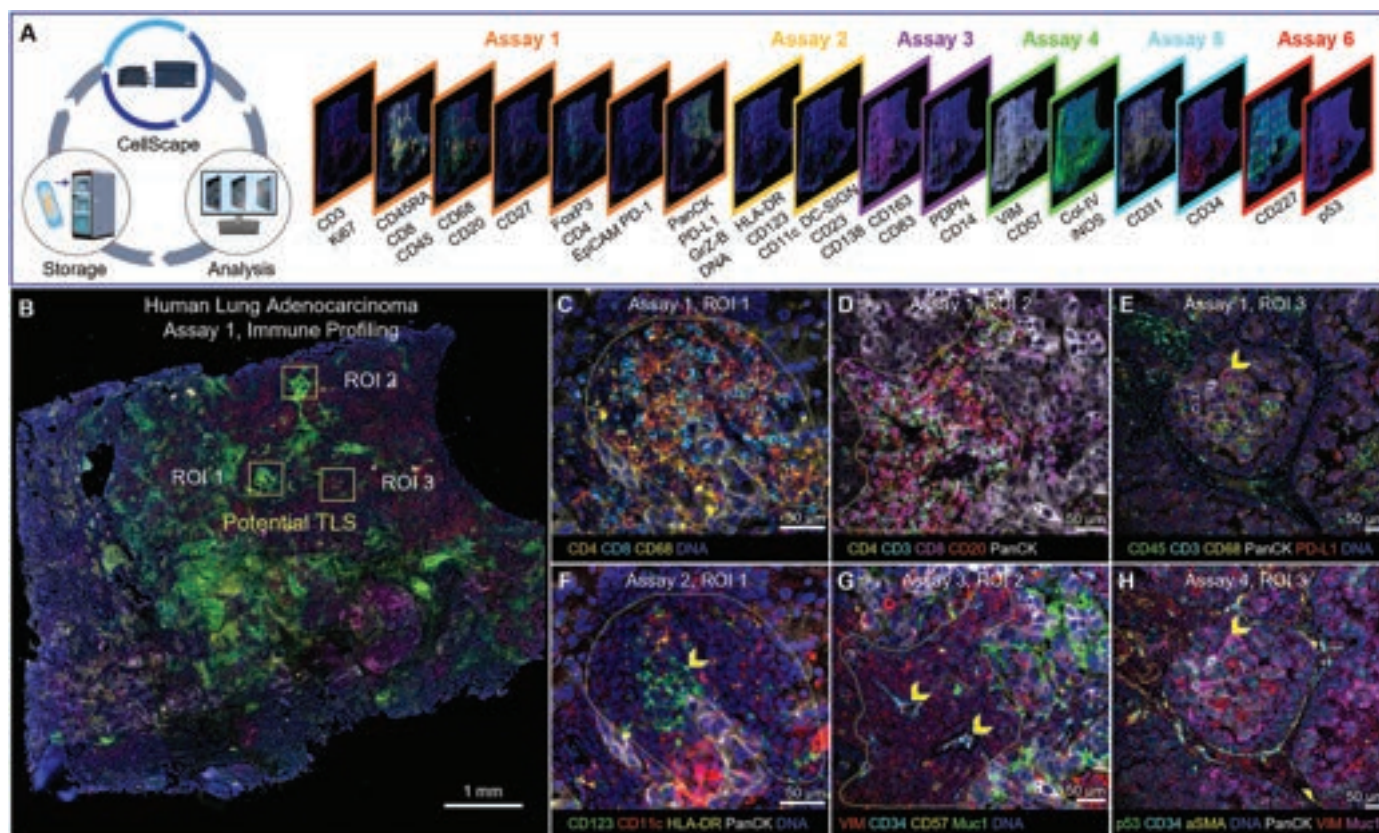 A
CellScape
Storage
Analysis
Assay 1
Assay 2
Assay 3
Assay 4
Assay 5
Assay 6
CD3
Ki67
CD45RA
CD8
CD45
CD68
CD20
CD27
FoxP3
CD4
EpiCAM
PD-1
PanCK
PD-L1
GrZ-B
DNA
HLA-DR
CD123
CD11c
DC-SIGN
CD23
CD138
CD163
CD83
PDPN
CD14
VIM
CD57
Col-IV
iNOS
CD31
CD34
CD227
p53
B
Human Lung Adenocarcinoma
Assay 1, Immune Profiling
ROI 2
ROI 1
ROI 3
Potential TLS
1 mm
C
Assay 1, ROI 1
50 µm
CD4 CD8 CD68 DNA
D
Assay 1, ROI 2
50 µm
CD4 CD3 CD8 CD20 PanCK
E
Assay 1, ROI 3
50 µm
CD45 CD3 CD68 PanCK PD-L1 DNA
F
Assay 2, ROI 1
50 µm
CD123 CD11c HLA-DR PanCK DNA
G
Assay 3, ROI 2
50 µm
VIM CD34 CD57 Muc1 DNA
H
Assay 4, ROI 3
50 µm
p53 CD34 aSMA DNA PanCK VIM Muc1